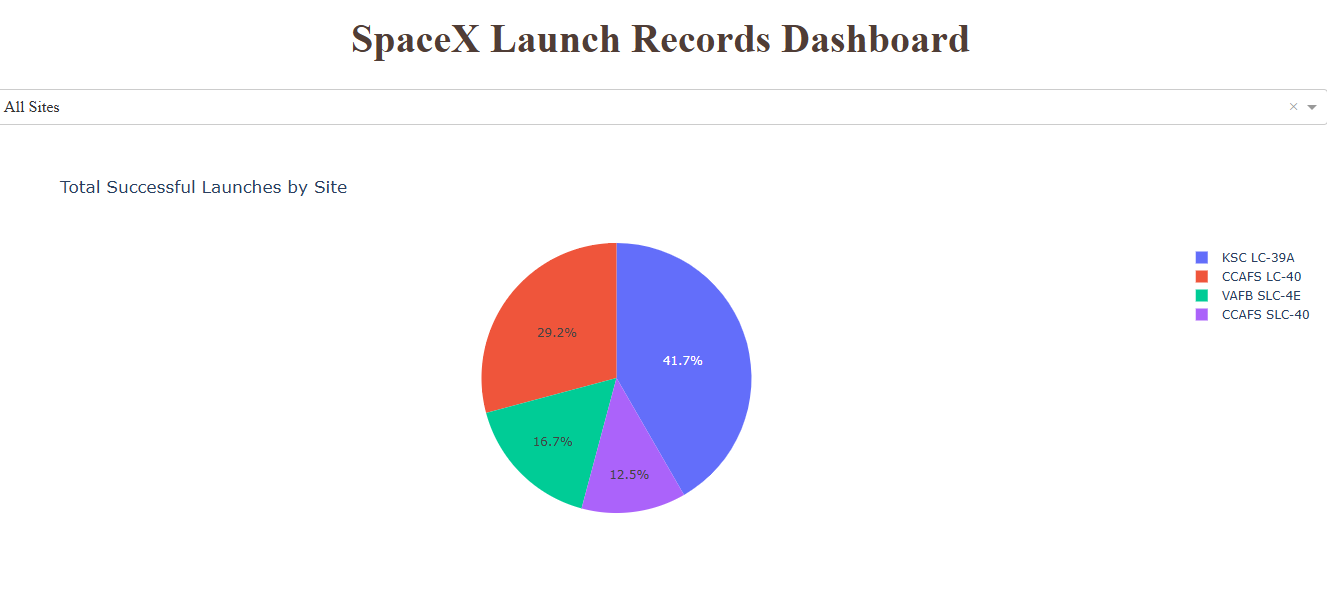 SpaceX Launch Records Dashboard
All Sites
×
Total Successful Launches by Site
KSC LC-39A
CCAFS LC-40
VAFB SLC-4E
CCAFS SLC-40
29.2%
41.7%
16.7%
12.5%